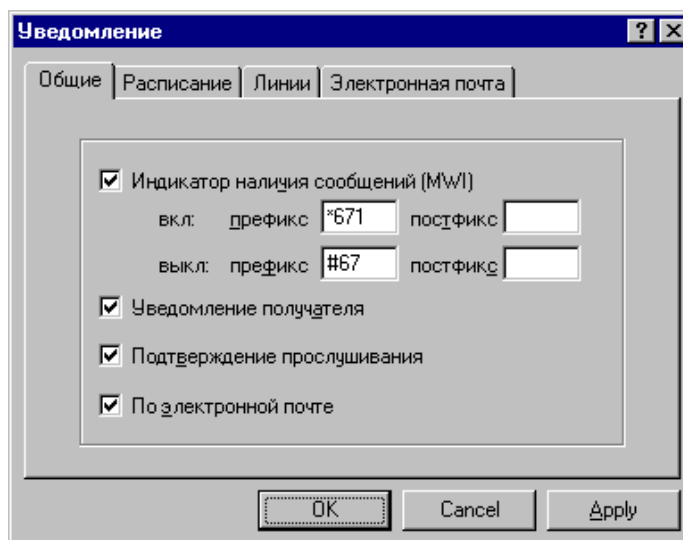 Уведомление
Общие Расписание Линии Электронная почта
Индикатор наличия сообщений (MWI)
вкл: префикс *671 постфикс
выкл: префикс #67 постфикс
Уведомление получателя
Подтверждение прослушивания
По электронной почте
OK Cancel Apply